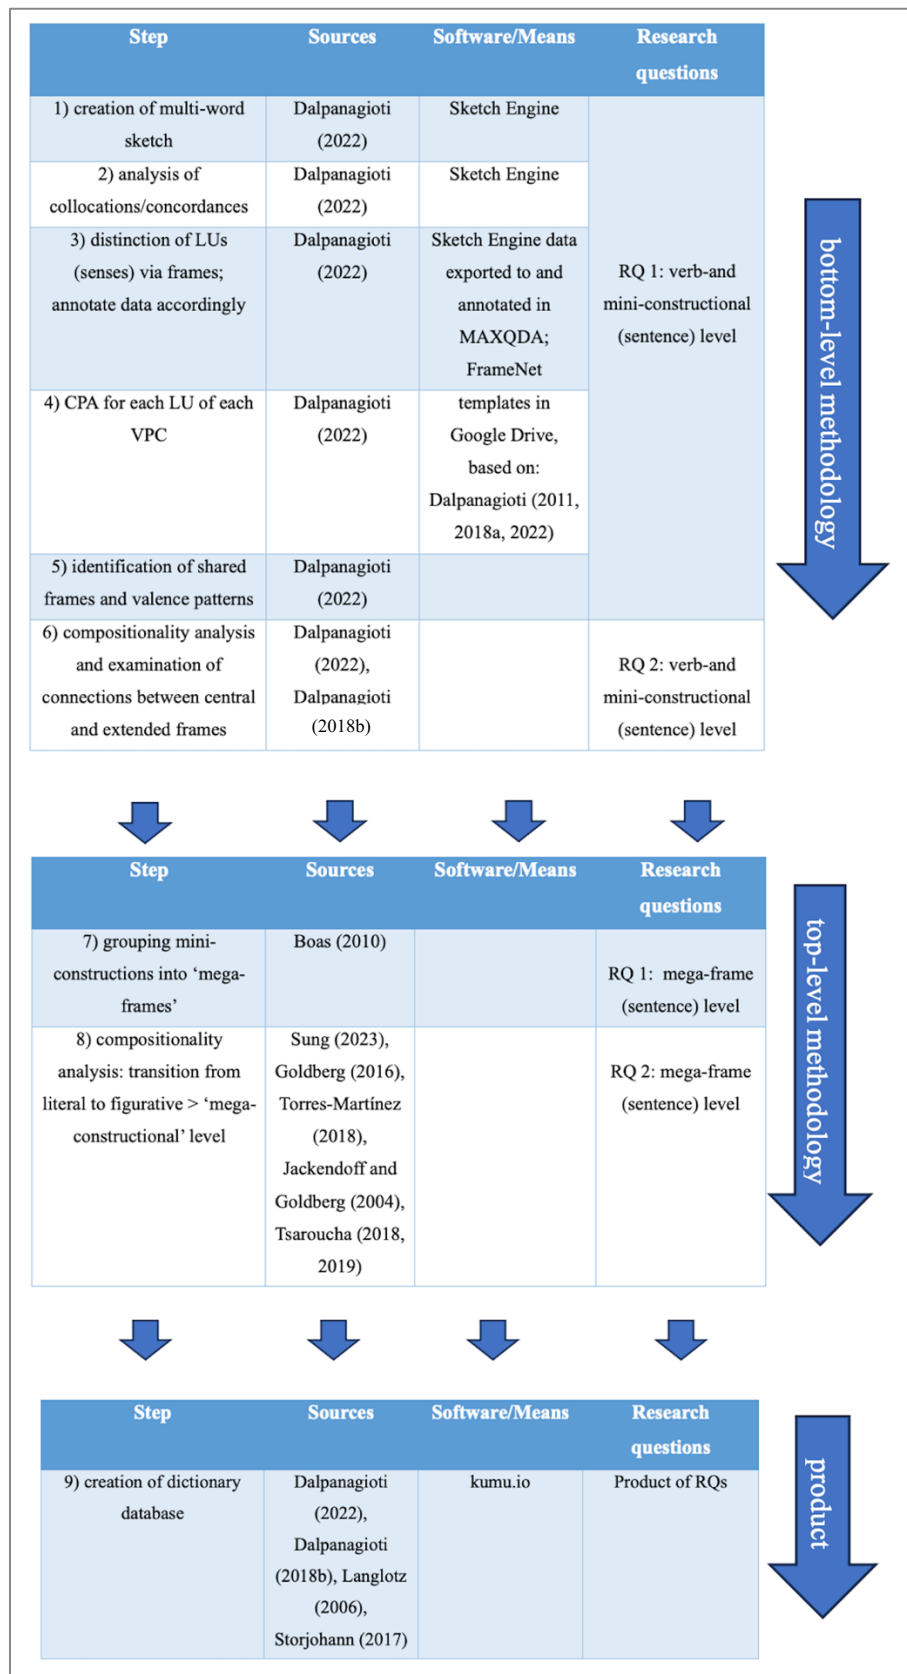 Step Sources Software/Means Research
questions
1) creation of multi-word
sketch
Dalpanagioti
(2022)
Sketch Engine
2) analysis of
collocations/concordances
Dalpanagioti
(2022)
Sketch Engine
3) distinction of LUs
(senses) via frames;
annotate data accordingly
Dalpanagioti
(2022)
Sketch Engine data
exported to and
annotated in
MAXQDA;
FrameNet
RQ 1: verb-and
mini-constructional
(sentence) level
4) CPA for each LU of each
VPC
Dalpanagioti
(2022)
templates in
Google Drive,
based on:
Dalpanagioti (2011,
2018a, 2022)
5) identification of shared
frames and valence patterns
Dalpanagioti
(2022)
6) compositionality analysis
and examination of
connections between central
and extended frames
Dalpanagioti
(2022),
Dalpanagioti
(2018b)
RQ 2: verb-and
mini-constructional
(sentence) level
bottom-level methodology
Step Sources Software/Means Research
questions
7) grouping mini-
constructions into ‘mega-
frames’
Boas (2010)
RQ 1: mega-frame
(sentence) level
8) compositionality
analysis: transition from
literal to figurative > ‘mega-
constructional’ level
Sung (2023),
Goldberg (2016),
Torres-Martínez
(2018),
Jackendoff and
Goldberg (2004),
Tsaroucha (2018,
2019)
RQ 2: mega-frame
(sentence) level
top-level methodology
Step Sources Software/Means Research
questions
9) creation of dictionary
database
Dalpanagioti
(2022),
Dalpanagioti
(2018b), Langlotz
(2006),
Storjohann (2017)
kumu.io
Product of RQs
product